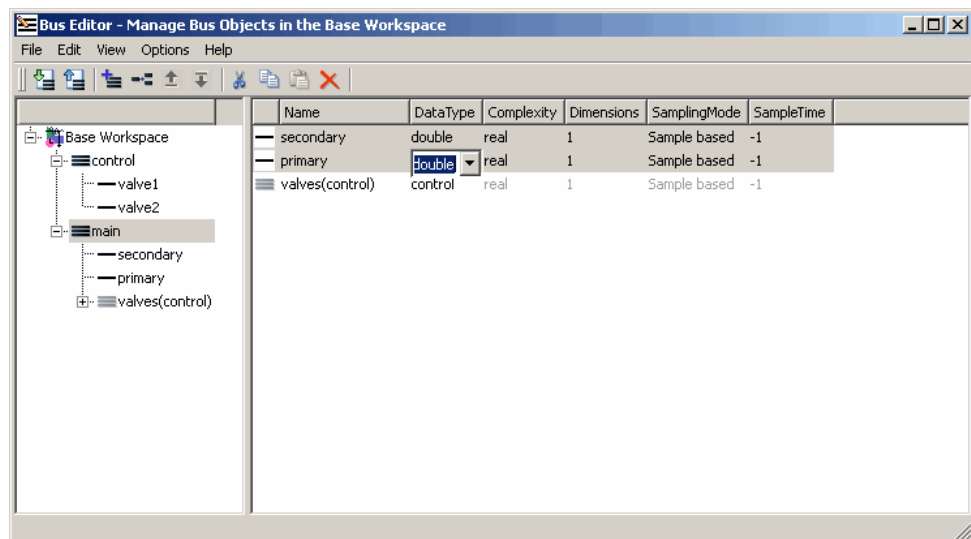 Bus Editor - Manage Bus Objects in the Base Workspace
File Edit View Options Help
Name DataType Complexity Dimensions SamplingMode SampleTime
Base Workspace
control
valve1
valve2
main
secondary
primary
valves(control)
secondary double real 1 Sample based -1
primary double real 1 Sample based -1
valves(control) control real 1 Sample based -1